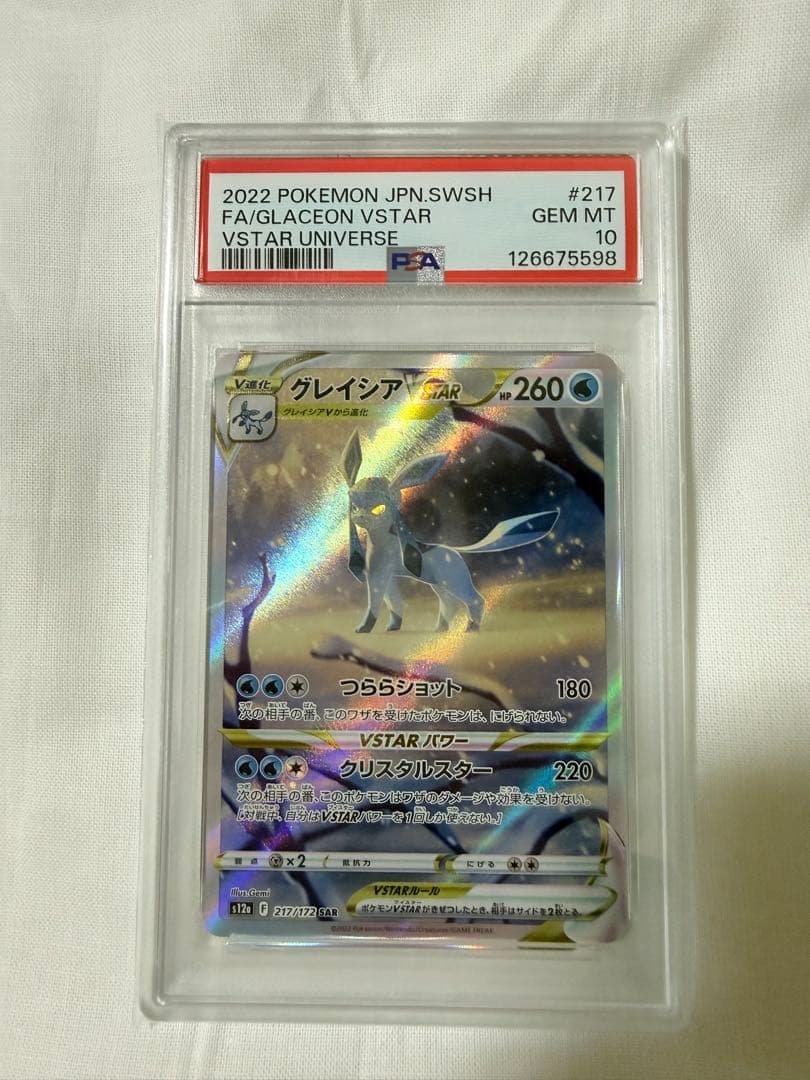 2022 POKEMON JPN.SWSH #217
FA/GLACEON VSTAR GEM MT
VSTAR UNIVERSE 10
PSA 126675598
V進化 グレイシア VSTAR HP 260
グレイシアVから進化
つららショット 180
次の相手の番、このワザを受けたポケモンは、にげられない。
VSTARパワー
クリスタルスター 220
次の相手の番、このポケモンはワザのダメージや効果を受けない。
[対戦中、自分はVSTARパワーを1回しか使えない。]
弱点 ×2 抵抗力 にげる
Illus.Gemi VSTARルール
s12a F 217/172 SAR ポケモンVSTARがきぜつしたとき、相手はサイドを2枚とる。
©2022 Pokémon/Nintendo/Creatures/GAME FREAK